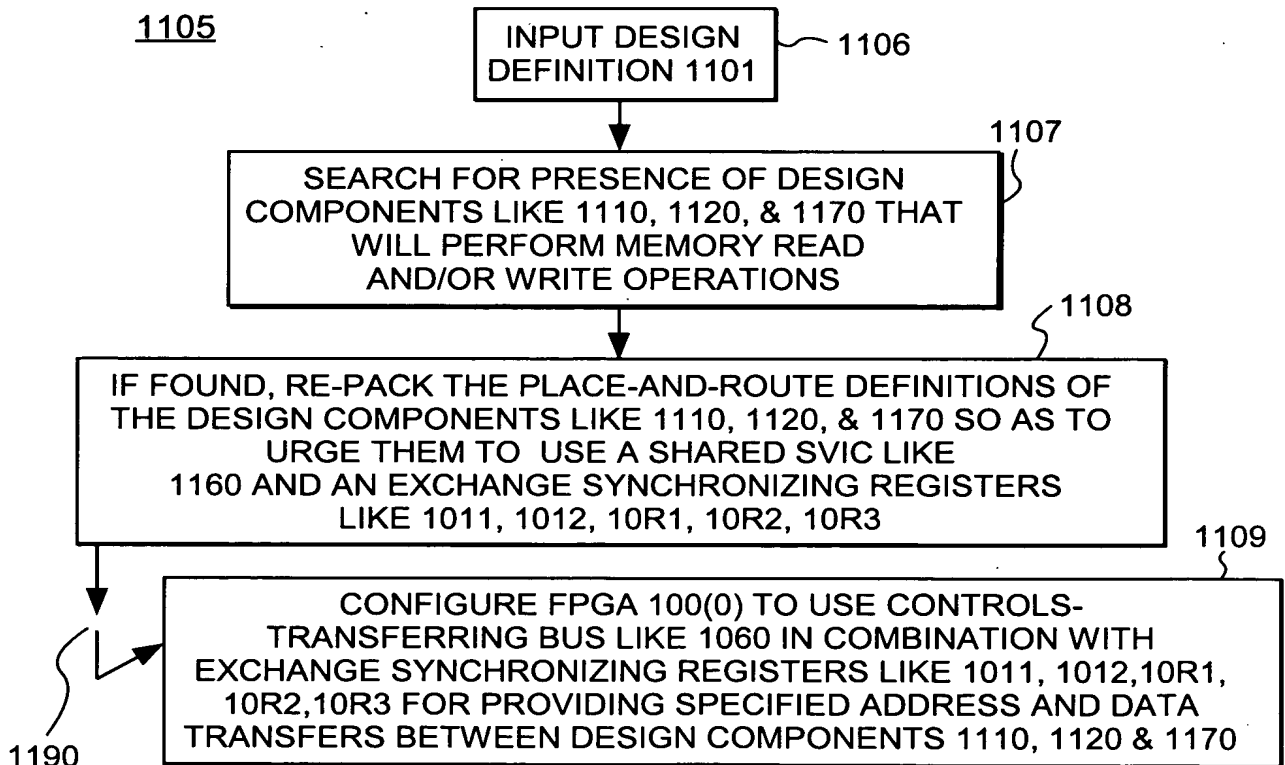 1105
INPUT DESIGN
DEFINITION 1101
1106
1107
SEARCH FOR PRESENCE OF DESIGN
COMPONENTS LIKE 1110, 1120, & 1170 THAT
WILL PERFORM MEMORY READ
AND/OR WRITE OPERATIONS
1108
IF FOUND, RE-PACK THE PLACE-AND-ROUTE DEFINITIONS OF
THE DESIGN COMPONENTS LIKE 1110, 1120, & 1170 SO AS TO
URGE THEM TO USE A SHARED SVIC LIKE
1160 AND AN EXCHANGE SYNCHRONIZING REGISTERS
LIKE 1011, 1012, 10R1, 10R2, 10R3
1109
CONFIGURE FPGA 100(0) TO USE CONTROLS-
TRANSFERRING BUS LIKE 1060 IN COMBINATION WITH
EXCHANGE SYNCHRONIZING REGISTERS LIKE 1011, 1012,10R1,
10R2,10R3 FOR PROVIDING SPECIFIED ADDRESS AND DATA
TRANSFERS BETWEEN DESIGN COMPONENTS 1110, 1120 & 1170
1190